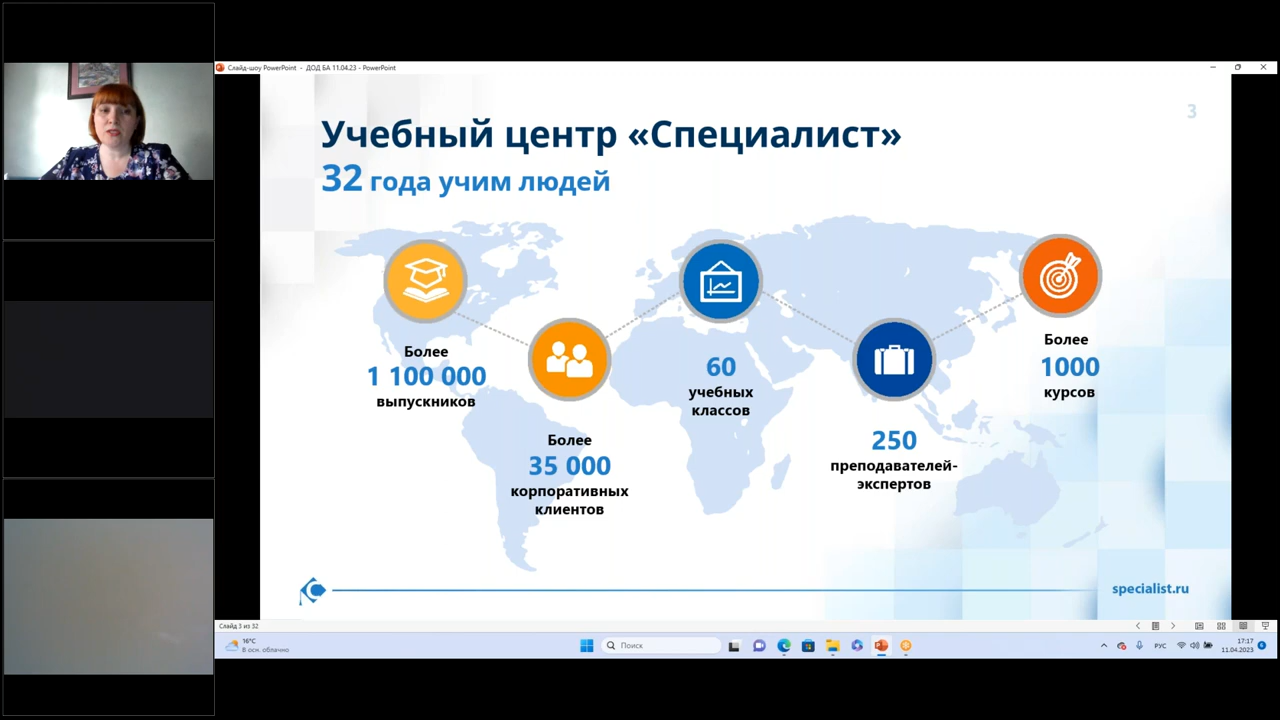 Слайд-шоу PowerPoint - ДОД БА 11.04.23 - PowerPoint
3
Учебный центр «Специалист»
32 года учим людей
Более
1 100 000
выпускников
Более
35 000
корпоративных
клиентов
60
учебных
классов
250
преподавателей-
экспертов
Более
1000
курсов
specialist.ru
Слайд 3 из 32
16°C
В осн. облачно
Поиск
РУС
17:17
11.04.2023